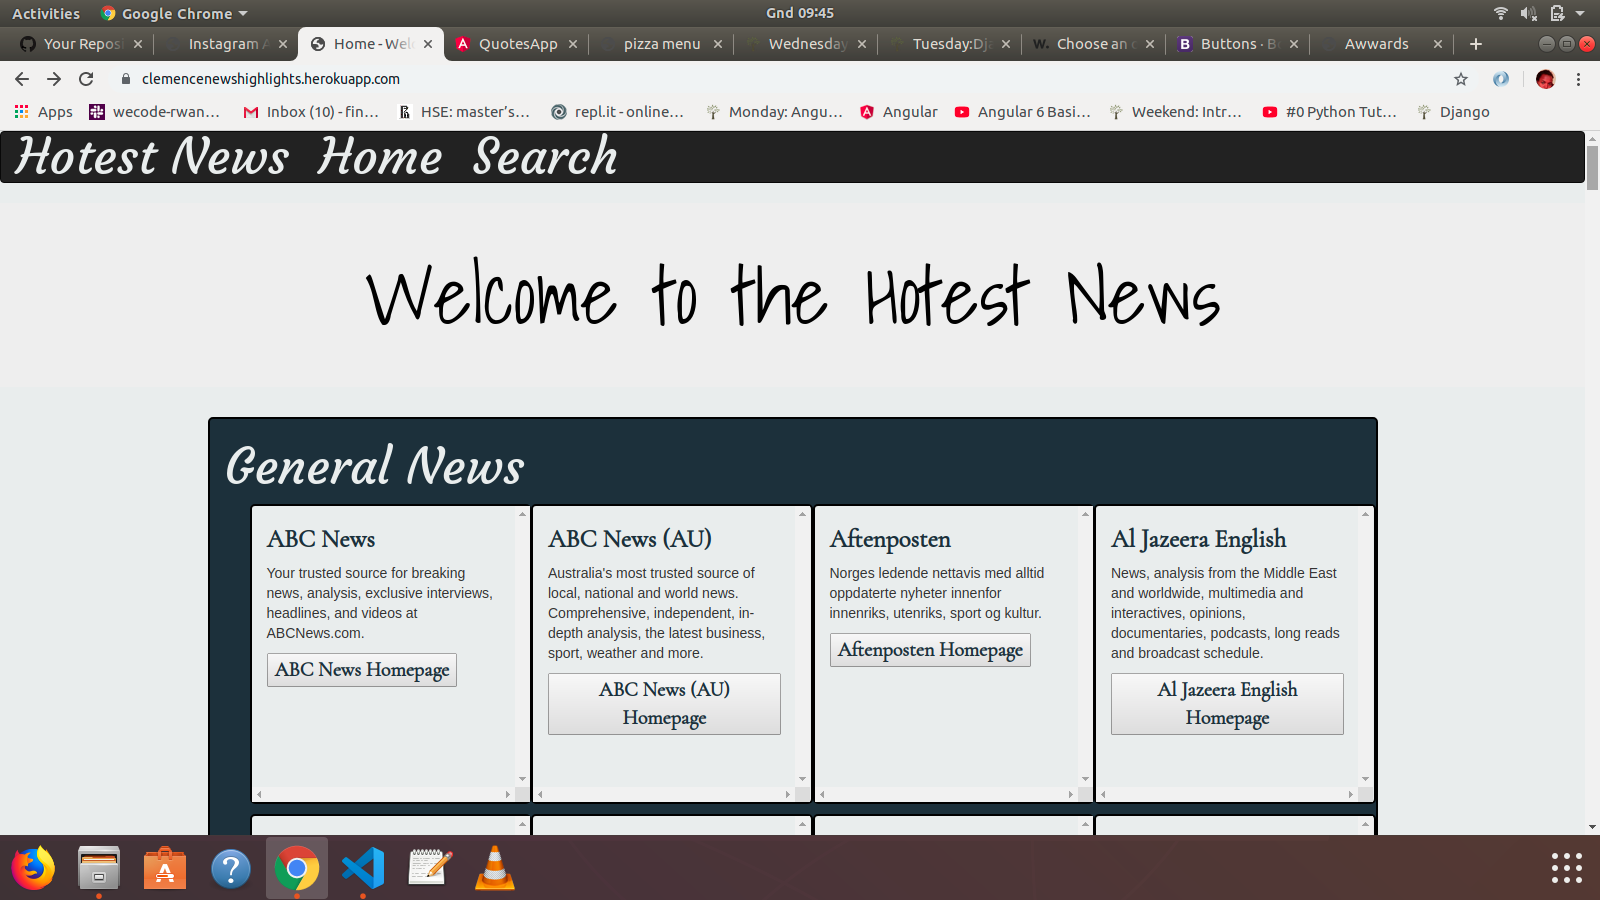 Activities Google Chrome Gnd 09:45
Your Repos Instagram A Home - Welc QuotesApp pizza menu Wednesday Tuesday:Dj Choose an o Buttons · Bo Awwards
clemencenewshighlights.herokuapp.com
Apps wecode-rwan... Inbox (10) - fin... HSE: master's... repl.it - online... Monday: Angu... Angular Angular 6 Basi... Weekend: Intr... #0 Python Tut... Django
Hotest News Home Search
Welcome to the Hotest News
General News
ABC News
Your trusted source for breaking
news, analysis, exclusive interviews,
headlines, and videos at
ABCNews.com.
ABC News Homepage
ABC News (AU)
Australia's most trusted source of
local, national and world news.
Comprehensive, independent, in-
depth analysis, the latest business,
sport, weather and more.
ABC News (AU)
Homepage
Aftenposten
Norges ledende nettavis med alltid
oppdaterte nyheter innenfor
innenriks, utenriks, sport og kultur.
Aftenposten Homepage
Al Jazeera English
News, analysis from the Middle East
and worldwide, multimedia and
interactives, opinions,
documentaries, podcasts, long reads
and broadcast schedule.
Al Jazeera English
Homepage